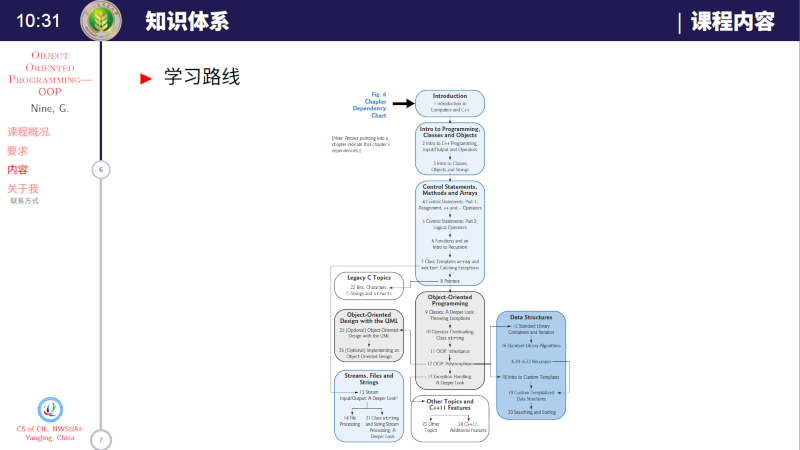 10:31
知识体系
| 课程内容
OBJECT
ORIENTED
PROGRAMMING—
OOP
Nine, G.
课程概况
要求
内容
关于我
联系方式
6
7
CS of CIE, NWSUAF
Yangling, China
学习路线
Fig. 6
Chapter
Dependency
Chart
[Note: Arrows pointing into a
chapter indicate that chapter's
dependencies.]
Introduction
1 Introduction to
Computers and C++
Intro to Programming,
Classes and Objects
2 Intro to C++ Programming,
Input/Output and Operators
3 Intro to Classes,
Objects and Strings
Control Statements,
Methods and Arrays
4 Control Statements: Part 1;
Assignment, ++ and -- Operators
5 Control Statements: Part 2;
Logical Operators
6 Functions and an
Intro to Recursion
7 Class Templates array and
vector; Catching Exceptions
8 Pointers
Legacy C Topics
22 Bits, Characters,
C Strings and structs
Object-Oriented
Programming
9 Classes: A Deeper Look;
Throwing Exceptions
10 Operator Overloading;
Class string
11 OOP: Inheritance
12 OOP: Polymorphism
17 Exception Handling:
A Deeper Look
Object-Oriented
Design with the UML
25 (Optional) Object-Oriented
Design with the UML
26 (Optional) Implementing an
Object-Oriented Design
Data Structures
15 Standard Library
Containers and Iterators
16 Standard Library Algorithms
6.20–6.22 Recursion
18 Intro to Custom Templates
19 Custom Templatized
Data Structures
20 Searching and Sorting
Streams, Files and
Strings
13 Stream
Input/Output: A Deeper Look
14 File
Processing
21 Class string
and String Stream
Processing: A
Deeper Look
Other Topics and
C++11 Features
23 Other
Topics
24 C++11:
Additional Features